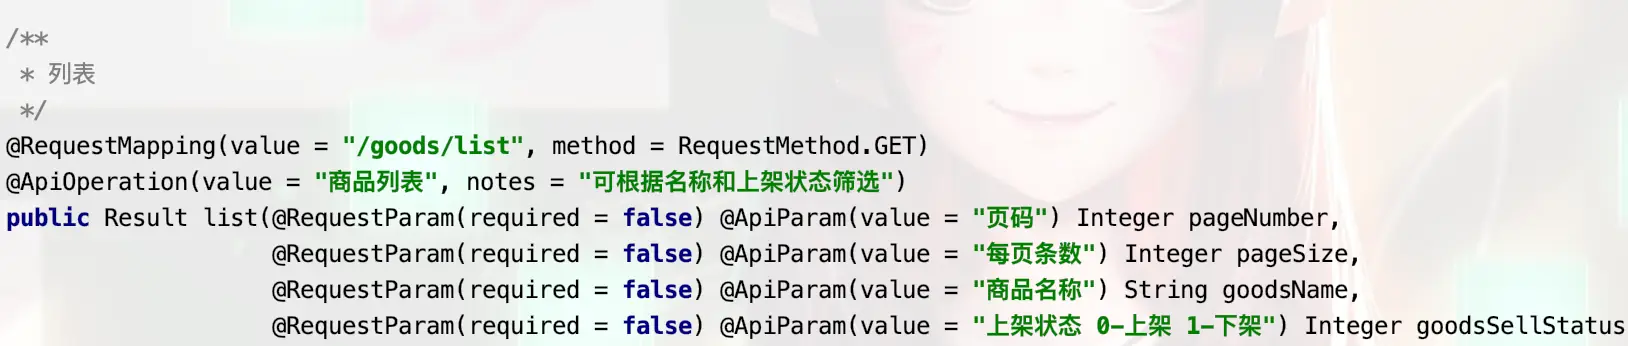 /**
 * 列表
 */
@RequestMapping(value = "/goods/list", method = RequestMethod.GET)
@ApiOperation(value = "商品列表", notes = "可根据名称和上架状态筛选")
public Result list(@RequestParam(required = false) @ApiParam(value = "页码") Integer pageNumber,
                   @RequestParam(required = false) @ApiParam(value = "每页条数") Integer pageSize,
                   @RequestParam(required = false) @ApiParam(value = "商品名称") String goodsName,
                   @RequestParam(required = false) @ApiParam(value = "上架状态 0-上架 1-下架") Integer goodsSellStatus